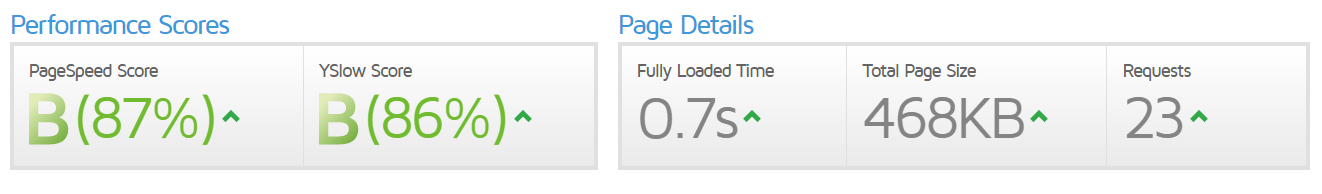 Performance Scores
PageSpeed Score
B (87%)
YSlow Score
B (86%)
Page Details
Fully Loaded Time
0.7s
Total Page Size
468KB
Requests
23